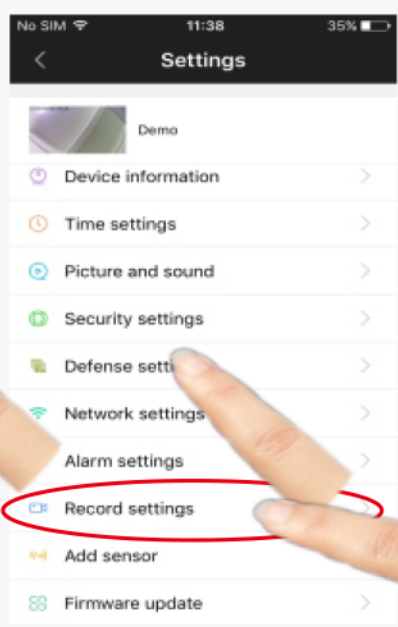 No SIM 11:38 35%
Settings
Demo
Device information
Time settings
Picture and sound
Security settings
Defense setti
Network settings
Alarm settings
Record settings
Add sensor
Firmware update